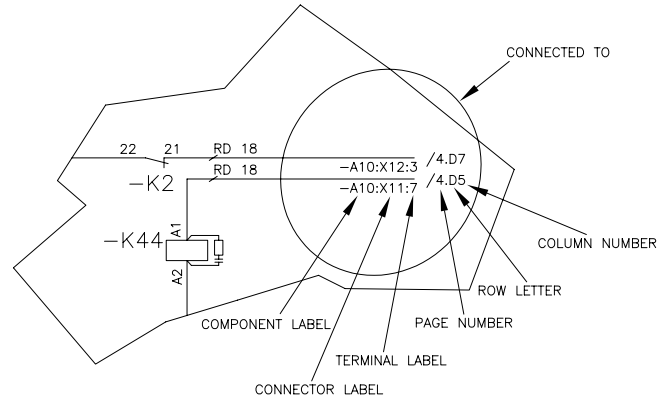 CONNECTED TO
22 21 RD 18
-A10:X12:3 /4.D7
-K2 RD 18
-A10:X11:7 /4.D5
A1
-K44
A2
COLUMN NUMBER
ROW LETTER
COMPONENT LABEL
PAGE NUMBER
TERMINAL LABEL
CONNECTOR LABEL